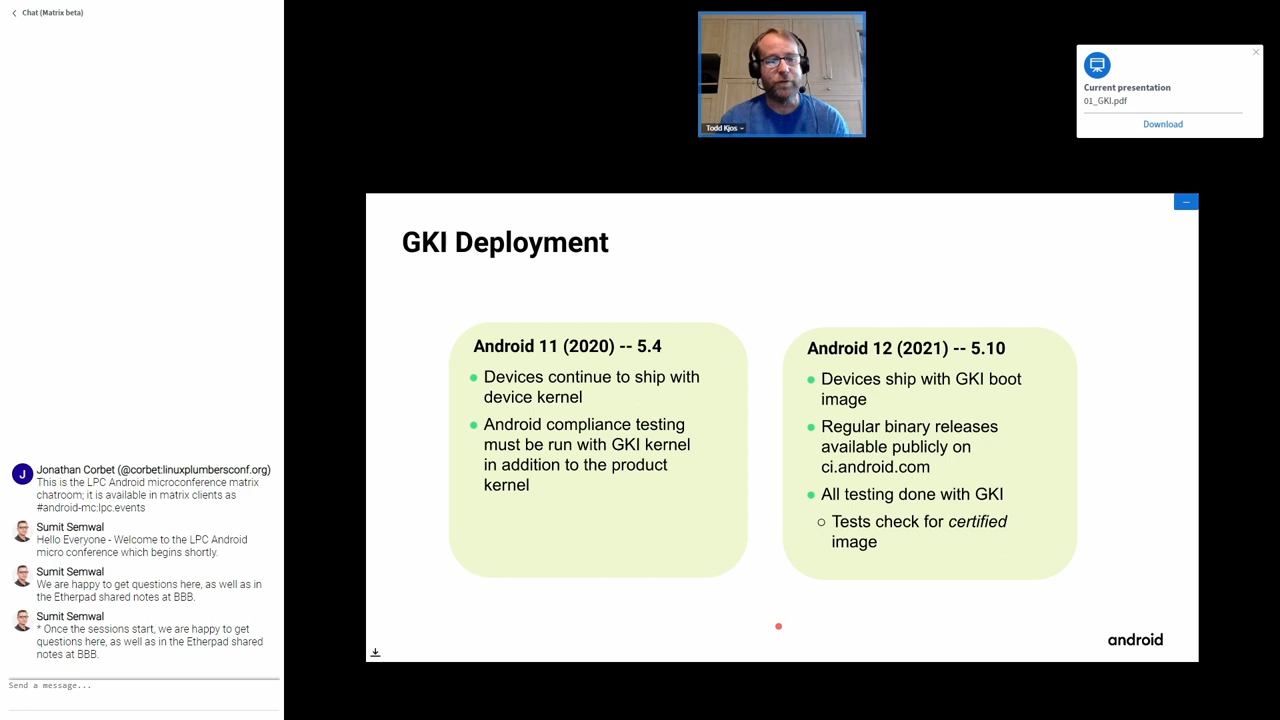 Chat (Matrix beta)
Jonathan Corbet (@corbet:linuxplumbersconf.org)
This is the LPC Android microconference matrix
chatroom; it is available in matrix clients as
#android-mc:lpc.events
Sumit Semwal
Hello Everyone - Welcome to the LPC Android
micro conference which begins shortly.
Sumit Semwal
We are happy to get questions here, as well as in
the Etherpad shared notes at BBB.
Sumit Semwal
* Once the sessions start, we are happy to get
questions here, as well as in the Etherpad shared
notes at BBB.
Send a message...
Todd Kjos
Current presentation
01_GKI.pdf
Download
GKI Deployment
Android 11 (2020) -- 5.4
Devices continue to ship with
device kernel
Android compliance testing
must be run with GKI kernel
in addition to the product
kernel
Android 12 (2021) -- 5.10
Devices ship with GKI boot
image
Regular binary releases
available publicly on
ci.android.com
All testing done with GKI
Tests check for certified
image
android